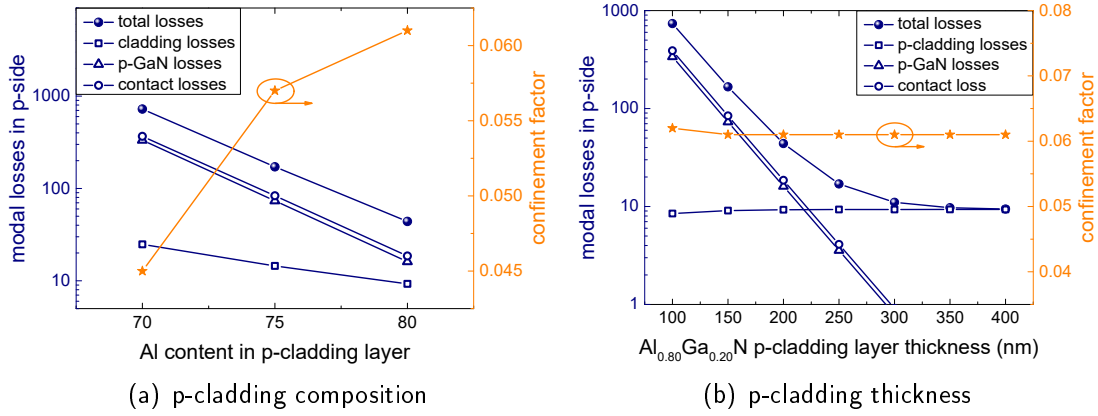 total losses
cladding losses
p-GaN losses
contact losses
modal losses in p-side
1000
100
10
0.060
0.057
0.050
0.045
confinement factor
70
75
80
Al content in p-cladding layer
(a) p-cladding composition
total losses
p-cladding losses
p-GaN losses
contact loss
modal losses in p-side
1000
100
10
1
0.08
0.07
0.06
0.05
0.04
confinement factor
100 150 200 250 300 350 400
Al0.80Ga0.20N p-cladding layer thickness (nm)
(b) p-cladding thickness